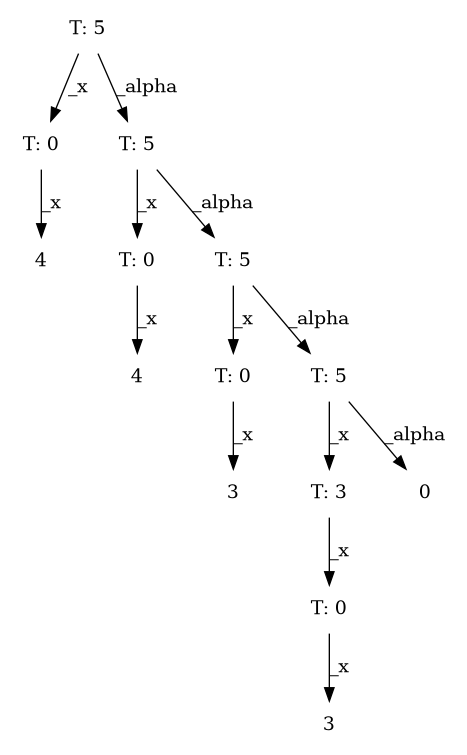 T: 5
_x _alpha
T: 0 T: 5
_x _x _alpha
4 T: 0 T: 5
_x _x _alpha
4 T: 0 T: 5
_x _x _alpha
3 T: 3 0
_x
T: 0
_x
3